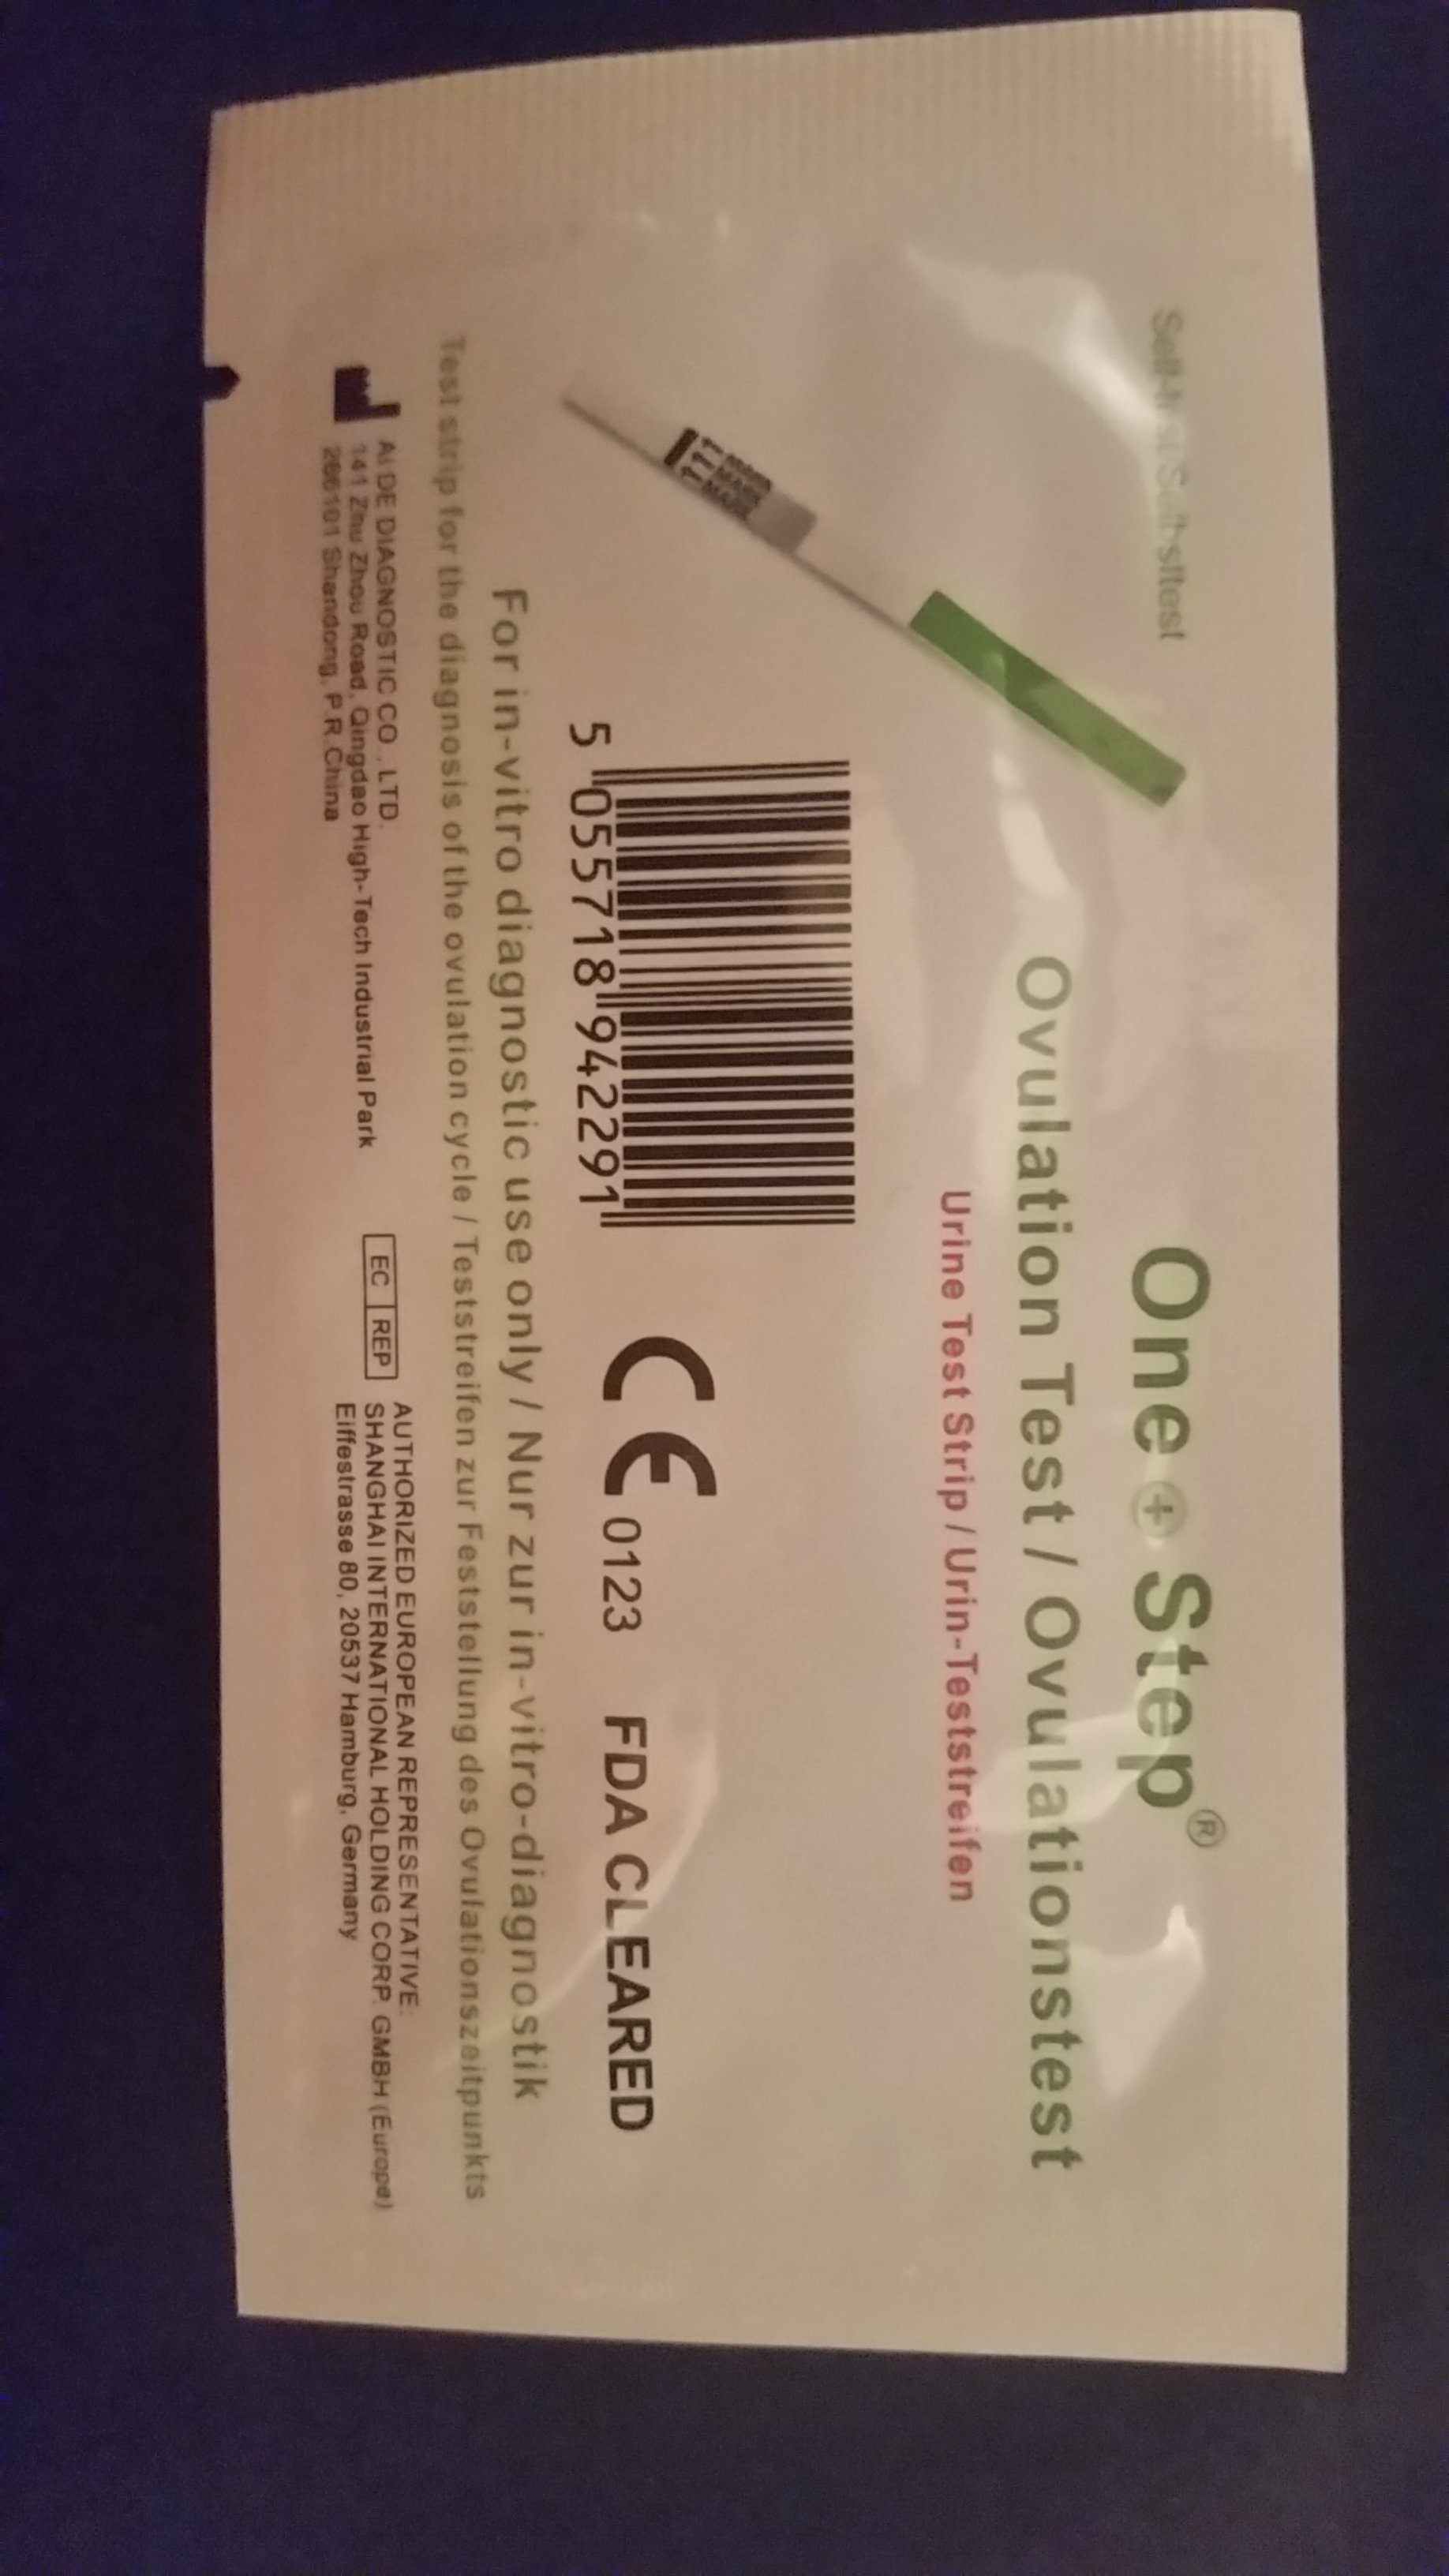 Self-test/Selbsttest
One + Step®
Ovulation Test / Ovulationstest
Urine Test Strip / Urin-Teststreifen
5 055718 942291
CE 0123 FDA CLEARED
For in-vitro diagnostic use only / Nur zur in-vitro-diagnostik
Test strip for the diagnosis of the ovulation cycle / Teststreifen zur Feststellung des Ovulationszeitpunkts
AI DE DIAGNOSTIC CO., LTD.
141 Zhu Zhou Road, Qingdao High-Tech Industrial Park
266101 Shandong, P.R.China
EC REP
AUTHORIZED EUROPEAN REPRESENTATIVE:
SHANGHAI INTERNATIONAL HOLDING CORP. GMBH (Europe)
Eiffestrasse 80, 20537 Hamburg, Germany